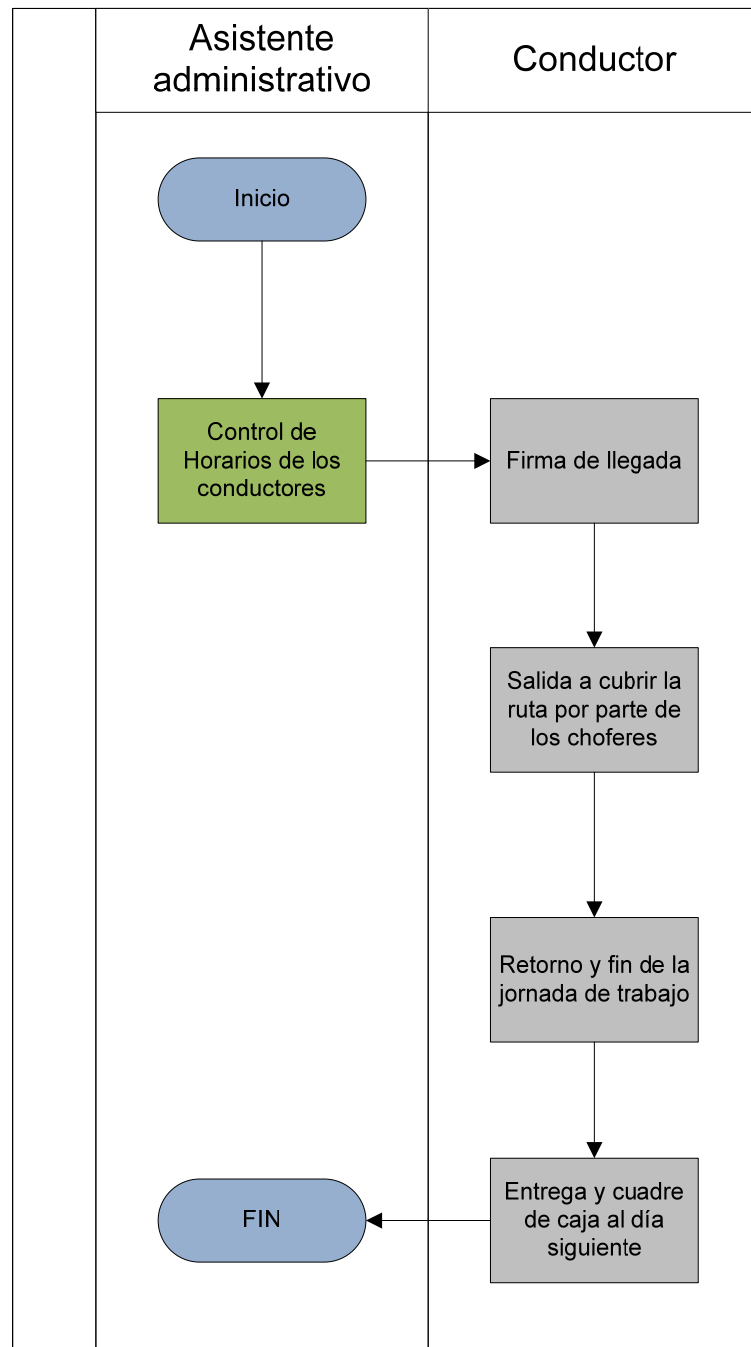 Asistente
administrativo
Conductor
Inicio
Control de
Horarios de los
conductores
Firma de llegada
Salida a cubrir la
ruta por parte de
los choferes
Retorno y fin de la
jornada de trabajo
Entrega y cuadre
de caja al día
siguiente
FIN